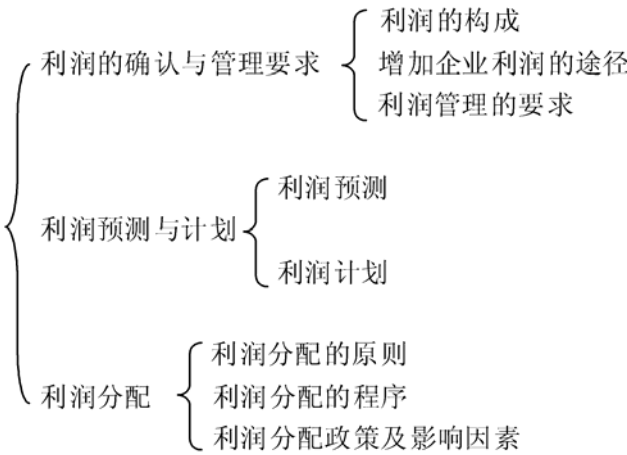 利润的确认与管理要求
利润的构成
增加企业利润的途径
利润管理的要求
利润预测与计划
利润预测
利润计划
利润分配
利润分配的原则
利润分配的程序
利润分配政策及影响因素